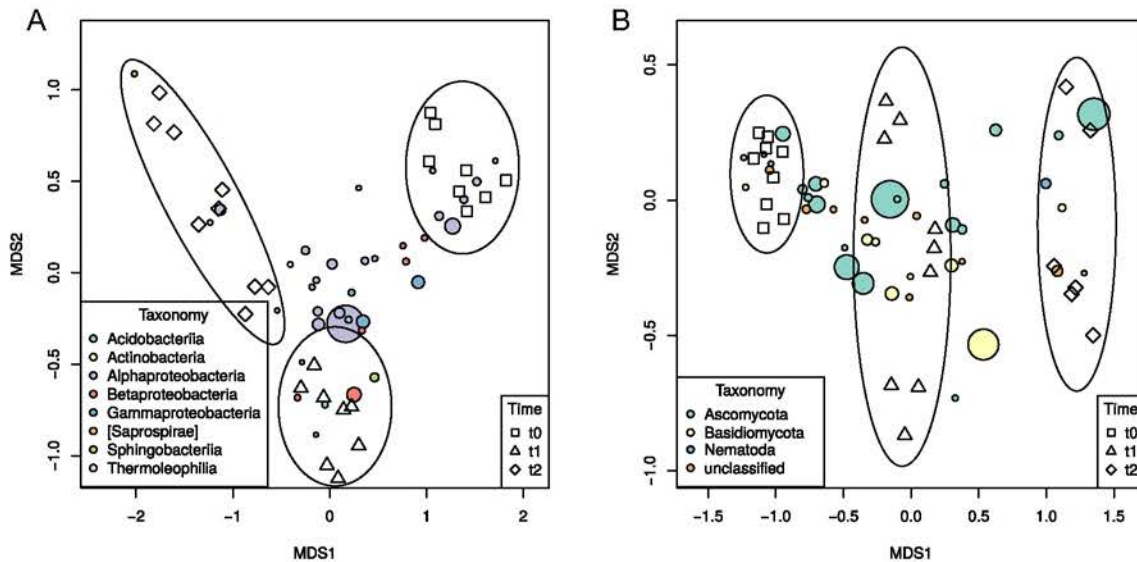 A
MDS2
1.0
0.5
0.0
−0.5
−1.0
Taxonomy
Acidobacteriia
Actinobacteria
Alphaproteobacteria
Betaproteobacteria
Gammaproteobacteria
[Saprospirae]
Sphingobacteriia
Thermoleophilia
Time
t0
t1
t2
−2
−1
0
1
2
MDS1
B
MDS2
0.5
0.0
−0.5
−1.0
Taxonomy
Ascomycota
Basidiomycota
Nematoda
unclassified
Time
t0
t1
t2
−1.5
−1.0
−0.5
0.0
0.5
1.0
1.5
MDS1